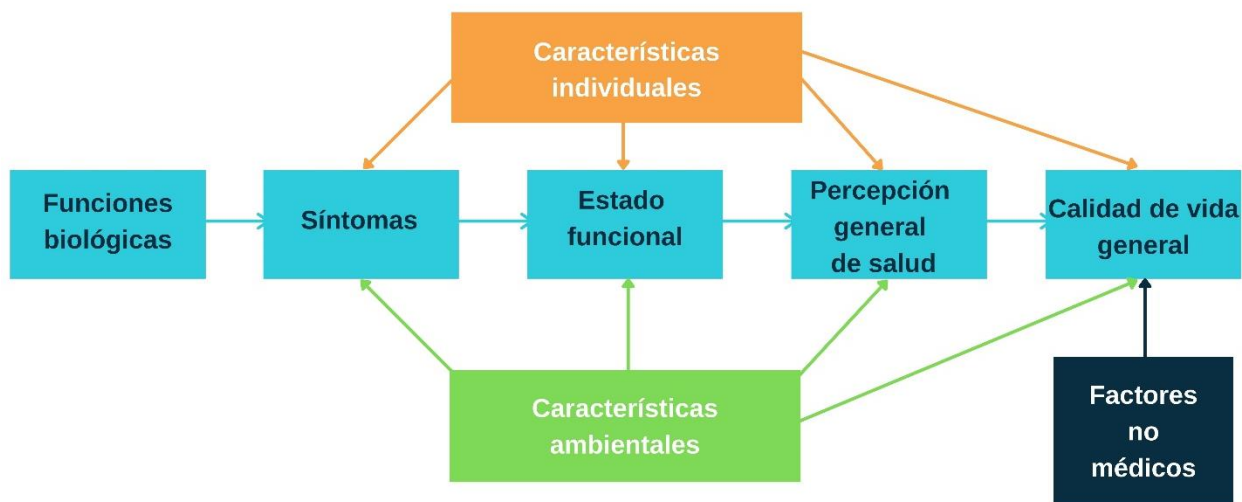 Características
individuales
Funciones
biológicas
Síntomas
Estado
funcional
Percepción
general
de salud
Calidad de vida
general
Características
ambientales
Factores
no
médicos